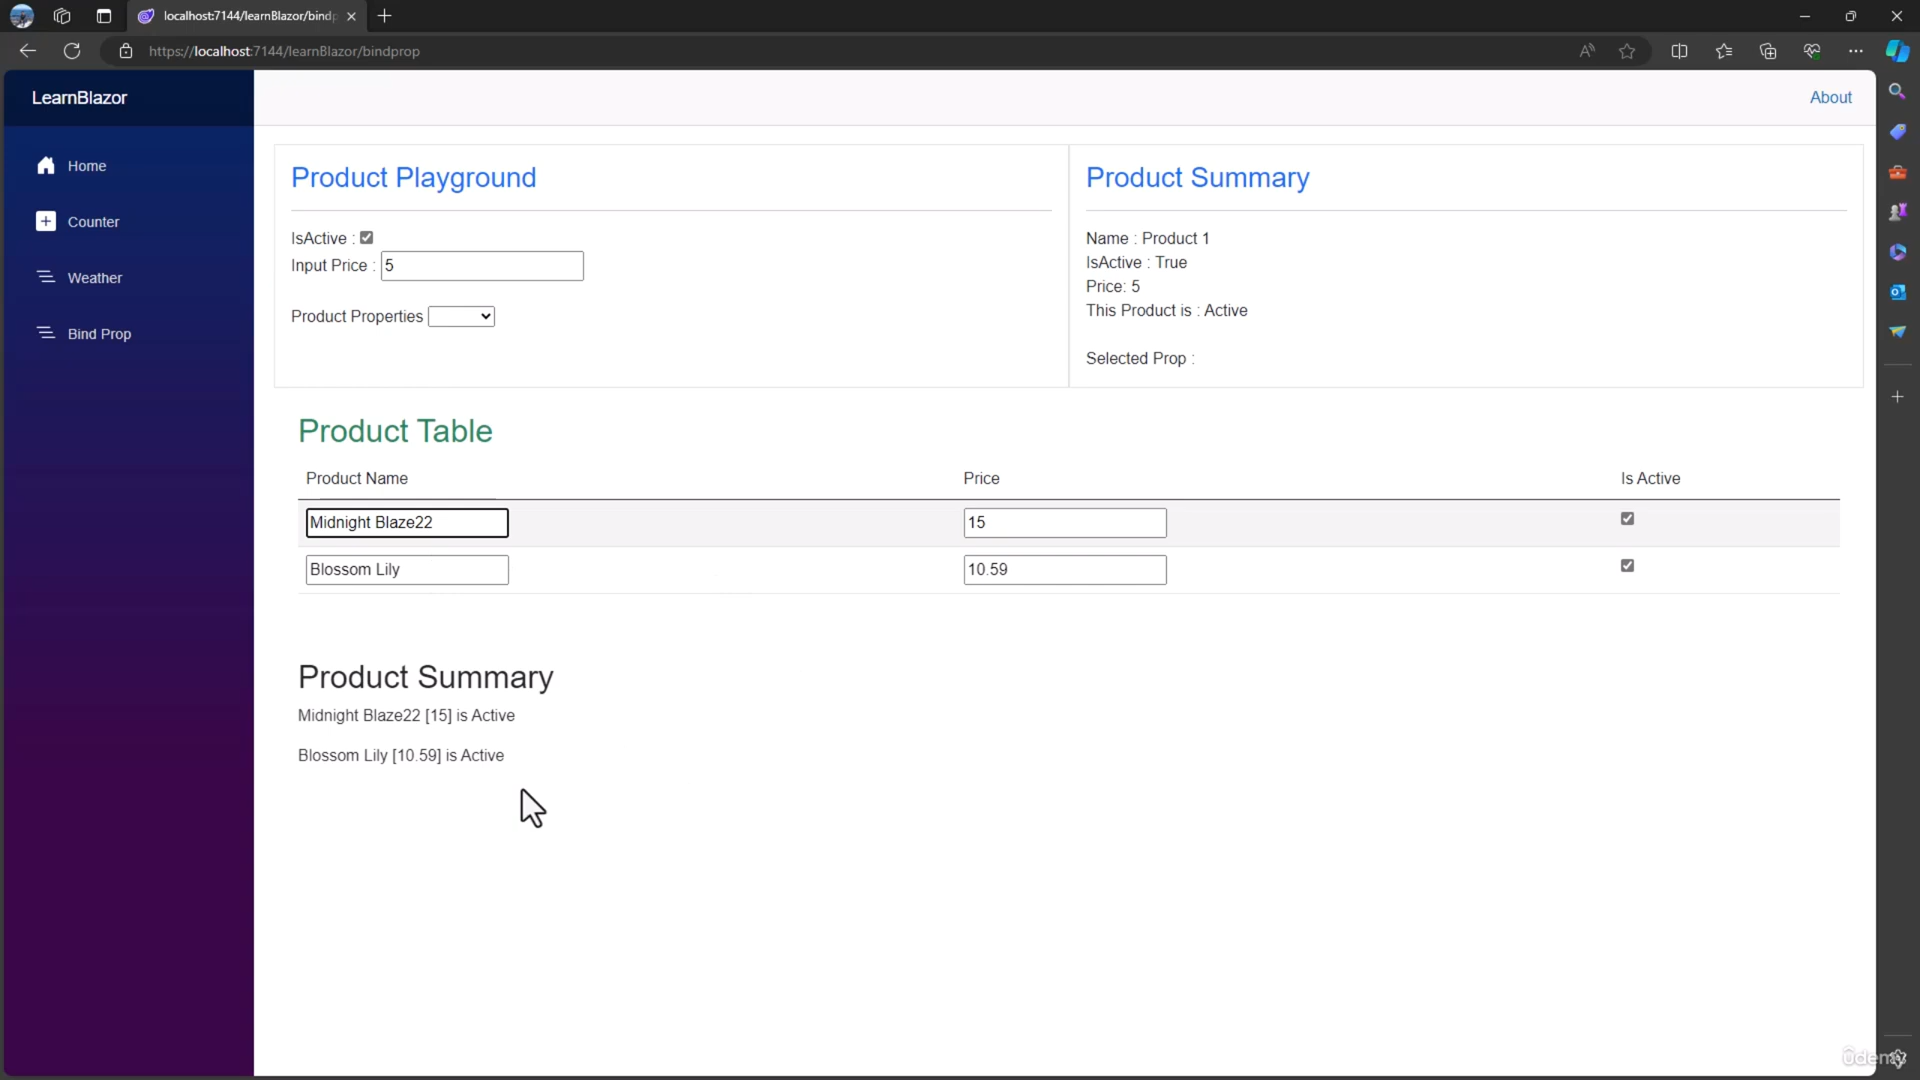 localhost:7144/learnBlazor/bindp
https://localhost:7144/learnBlazor/bindprop
LearnBlazor
About
Home
Counter
Weather
Bind Prop
Product Playground
IsActive :
Input Price : 5
Product Properties
Product Summary
Name : Product 1
IsActive : True
Price: 5
This Product is : Active
Selected Prop :
Product Table
Product Name Price Is Active
Midnight Blaze22 15
Blossom Lily 10.59
Product Summary
Midnight Blaze22 [15] is Active
Blossom Lily [10.59] is Active